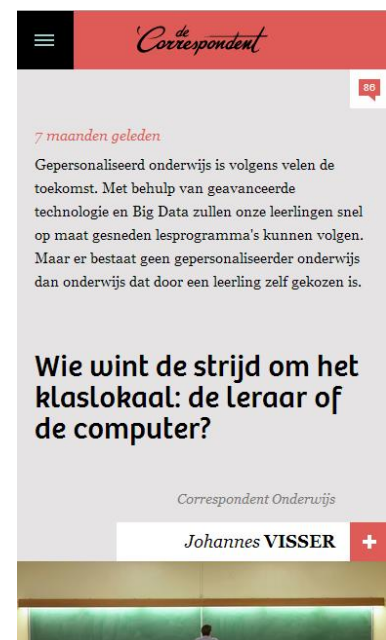 de
Correspondent
86
7 maanden geleden
Gepersonaliseerd onderwijs is volgens velen de
toekomst. Met behulp van geavanceerde
technologie en Big Data zullen onze leerlingen snel
op maat gesneden lesprogramma's kunnen volgen.
Maar er bestaat geen gepersonaliseerder onderwijs
dan onderwijs dat door een leerling zelf gekozen is.
Wie wint de strijd om het
klaslokaal: de leraar of
de computer?
Correspondent Onderwijs
Johannes VISSER
+